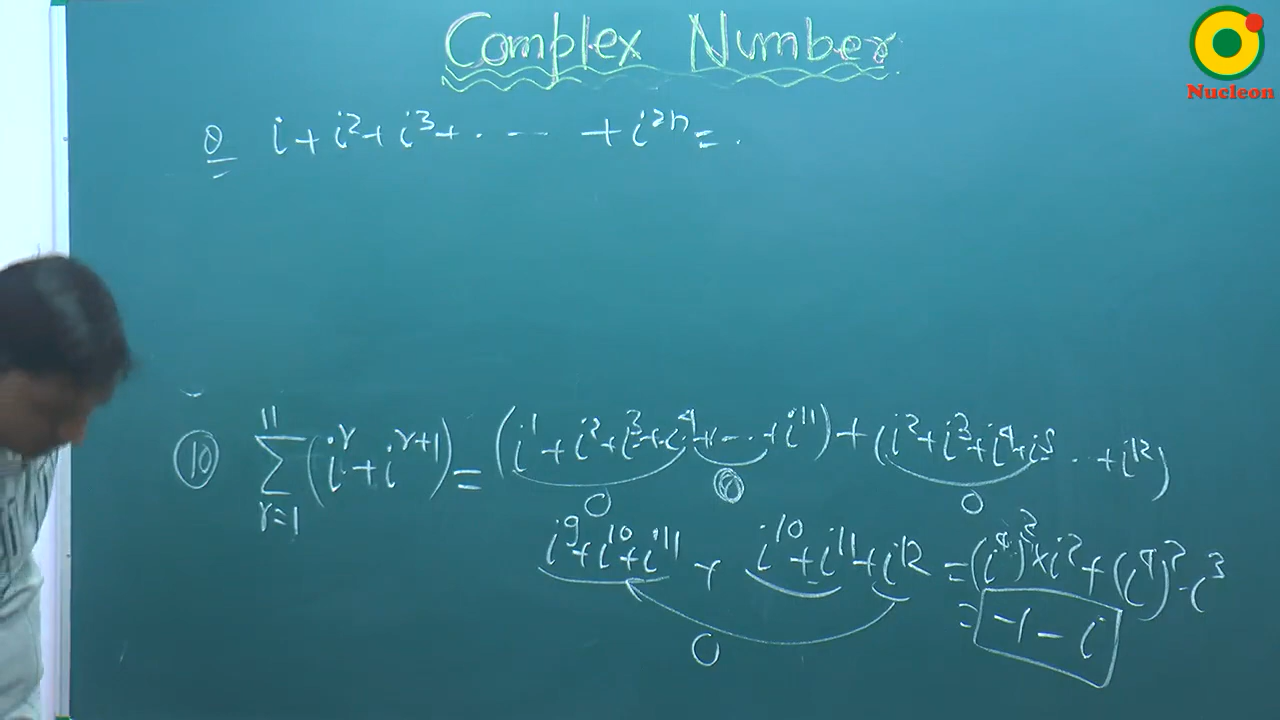 Complex Number
Nucleon
Q i + i² + i³ + . . . -- + i²ⁿ = .
⑩ ∑ʳ⁼¹¹¹ (iʳ + iʳ⁺¹) = (i¹ + i² + i³ + i⁴ + -- . + i¹¹) + (i² + i³ + i⁴ + i⁵ . . + i¹²)
0 0 0
i⁹ + i¹⁰ + i¹¹ + i¹⁰ + i¹¹ + i¹² = (i⁴)² × i² + (i⁴)² · i³
0 = -1 - i